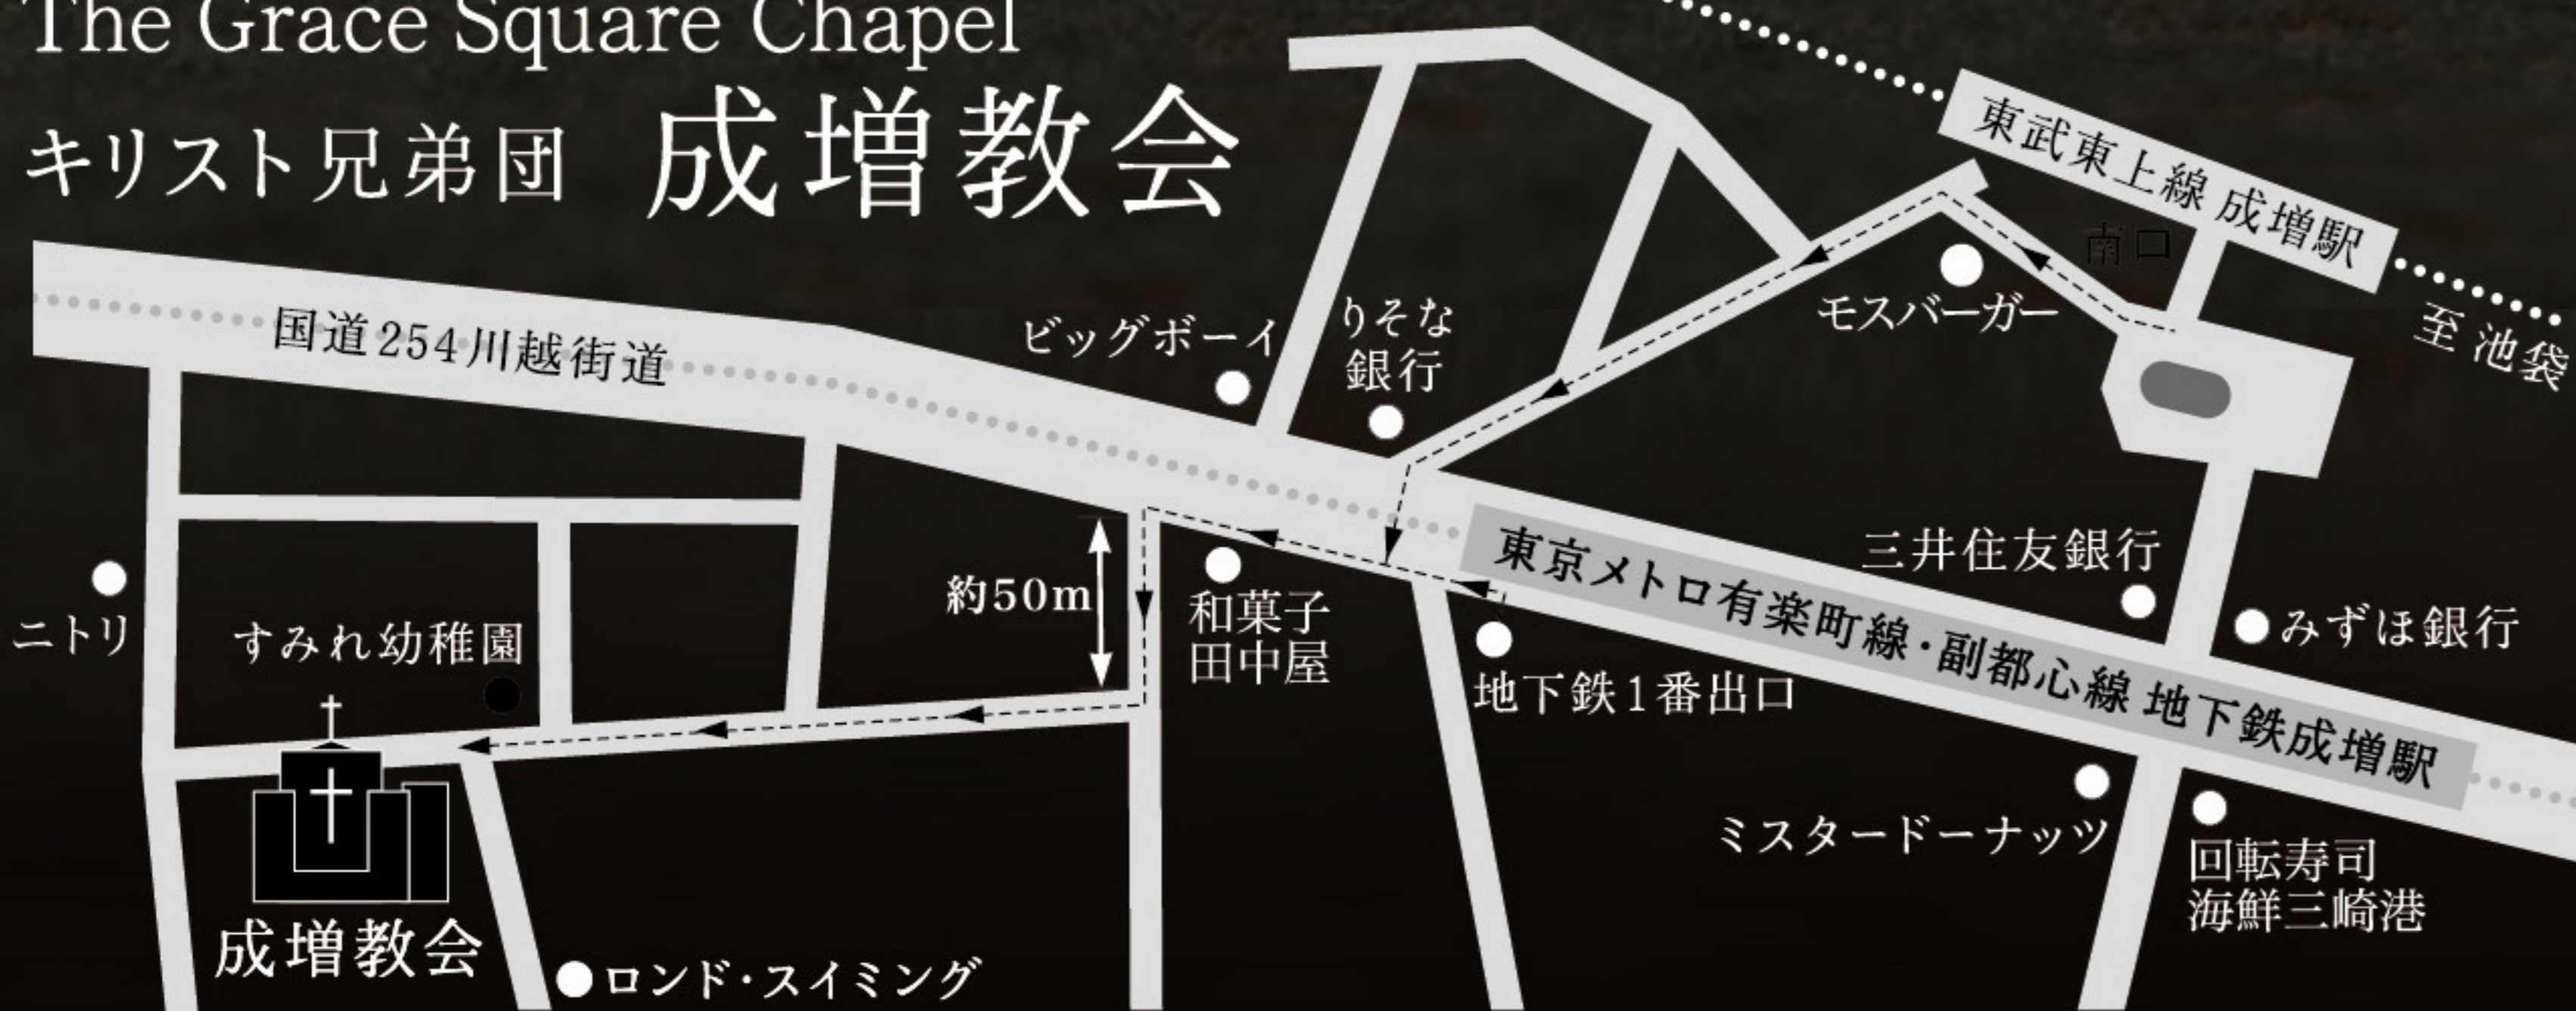 The Grace Square Chapel
キリスト兄弟団 成増教会
東武東上線 成増駅
南口
至 池袋
モスバーガー
りそな
銀行
ビッグボーイ
国道254川越街道
三井住友銀行
みずほ銀行
東京メトロ有楽町線・副都心線 地下鉄成増駅
約50m
和菓子
田中屋
地下鉄1番出口
ニトリ
すみれ幼稚園
ミスタードーナッツ
回転寿司
海鮮三崎港
成増教会
ロンド・スイミング